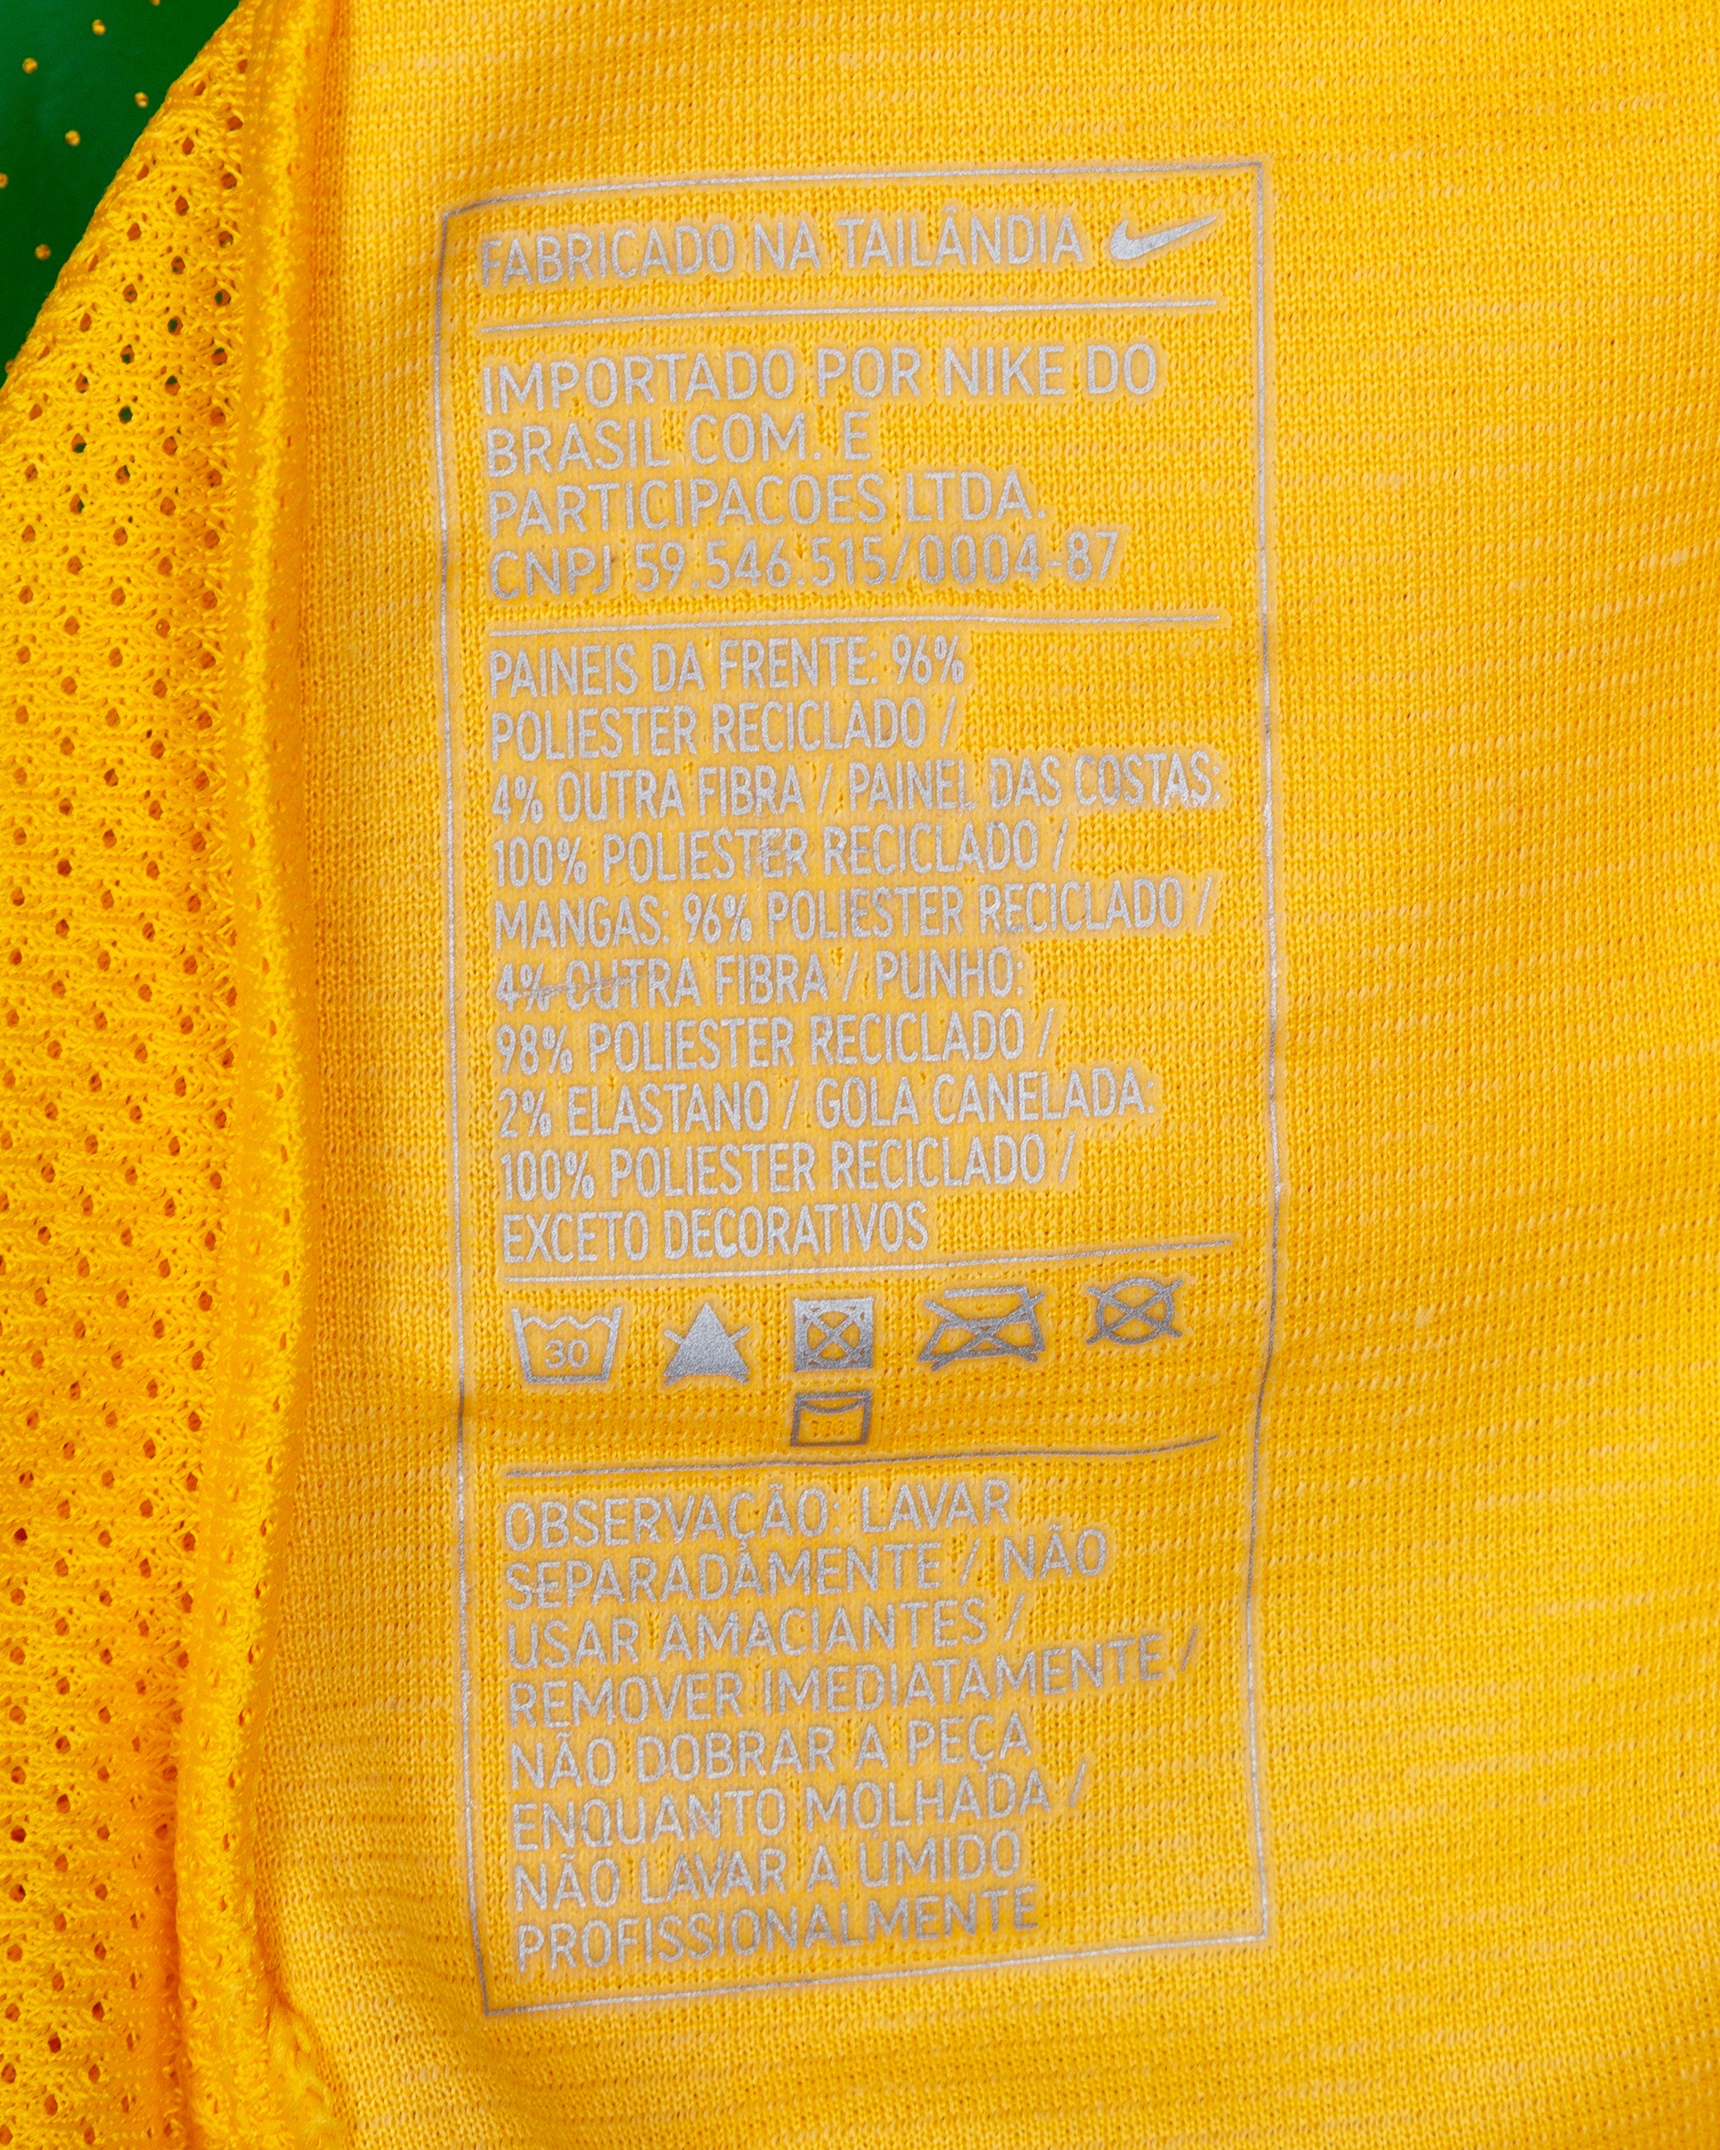 FABRICADO NA TAILÂNDIA
IMPORTADO POR NIKE DO
BRASIL COM. E
PARTICIPACOES LTDA.
CNPJ 59.546.515/0004-87
PAINEIS DA FRENTE: 96%
POLIESTER RECICLADO /
4% OUTRA FIBRA / PAINEL DAS COSTAS:
100% POLIESTER RECICLADO /
MANGAS: 96% POLIESTER RECICLADO /
4% OUTRA FIBRA / PUNHO:
98% POLIESTER RECICLADO /
2% ELASTANO / GOLA CANELADA:
100% POLIESTER RECICLADO /
EXCETO DECORATIVOS
30
OBSERVAÇÃO: LAVAR
SEPARADAMENTE / NÃO
USAR AMACIANTES /
REMOVER IMEDIATAMENTE /
NÃO DOBRAR A PEÇA
ENQUANTO MOLHADA /
NÃO LAVAR A ÚMIDO
PROFISSIONALMENTE